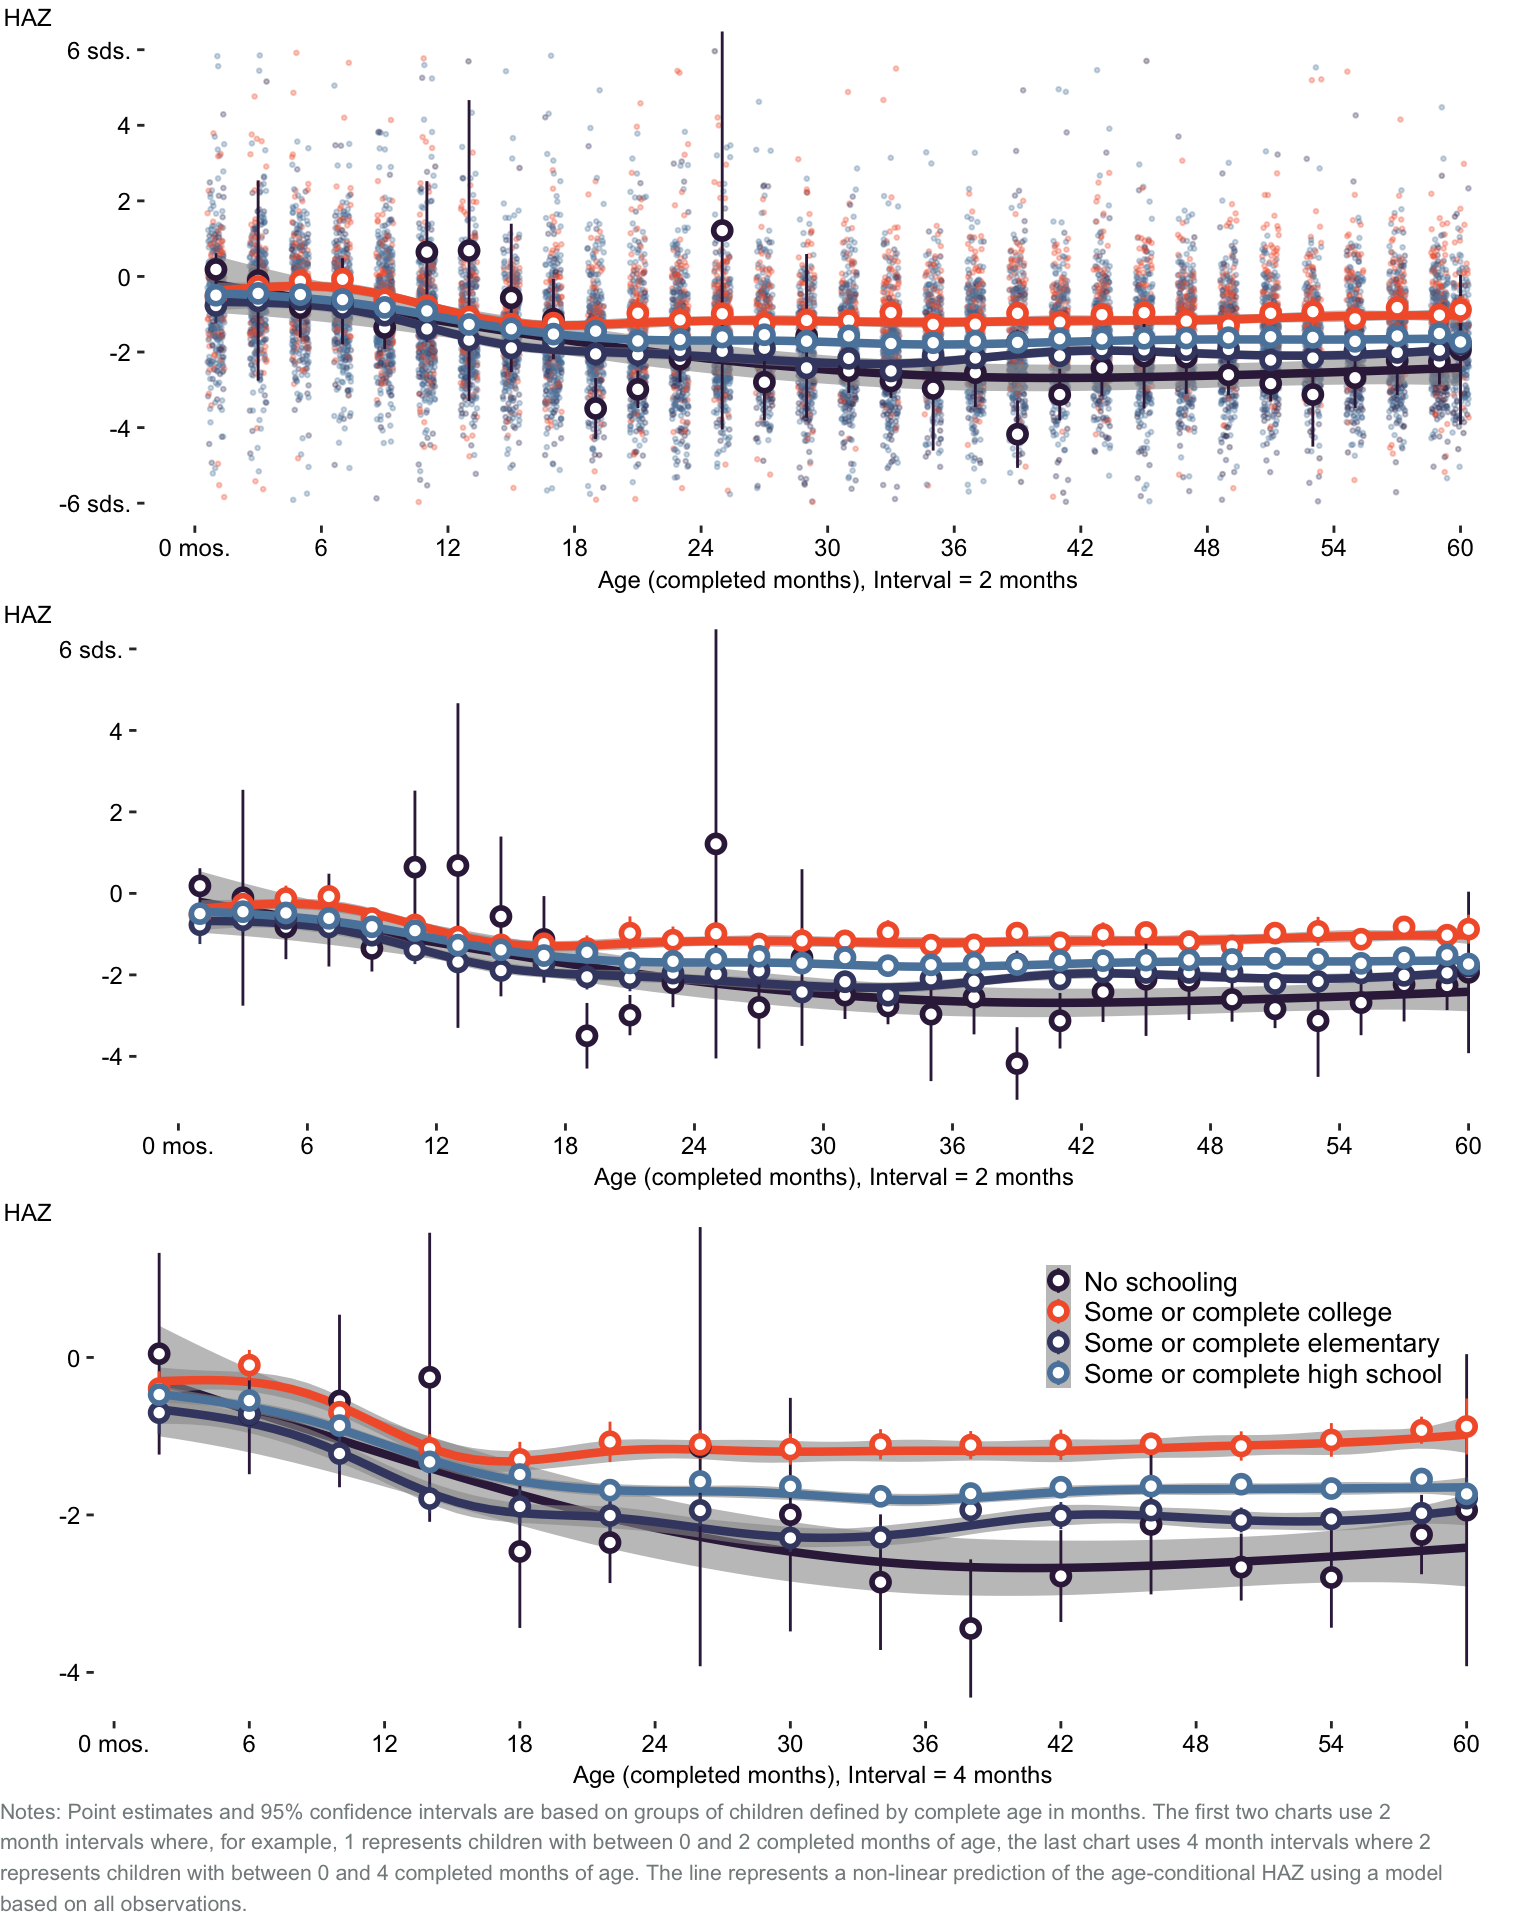 HAZ
6 sds.
4
2
0
-2
-4
-6 sds.
0 mos. 6 12 18 24 30 36 42 48 54 60
Age (completed months), Interval = 2 months
HAZ
6 sds.
4
2
0
-2
-4
0 mos. 6 12 18 24 30 36 42 48 54 60
Age (completed months), Interval = 2 months
HAZ
No schooling
Some or complete college
Some or complete elementary
Some or complete high school
0
-2
-4
0 mos. 6 12 18 24 30 36 42 48 54 60
Age (completed months), Interval = 4 months
Notes: Point estimates and 95% confidence intervals are based on groups of children defined by complete age in months. The first two charts use 2
month intervals where, for example, 1 represents children with between 0 and 2 completed months of age, the last chart uses 4 month intervals where 2
represents children with between 0 and 4 completed months of age. The line represents a non-linear prediction of the age-conditional HAZ using a model
based on all observations.